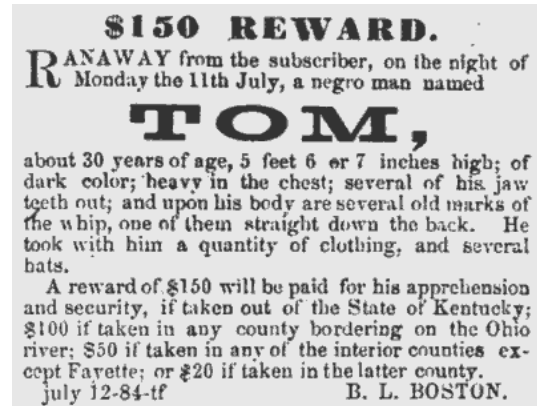 $150 REWARD.
RANAWAY from the subscriber, on the night of
Monday the 11th July, a negro man named
TOM,
about 30 years of age, 5 feet 6 or 7 inches high; of
dark color; heavy in the chest; several of his jaw
teeth out; and upon his body are several old marks of
the whip, one of them straight down the back. He
took with him a quantity of clothing, and several
hats.
A reward of $150 will be paid for his apprehension
and security, if taken out of the State of Kentucky;
$100 if taken in any county bordering on the Ohio
river; $50 if taken in any of the interior counties ex-
cept Fayette; or $20 if taken in the latter county.
july 12-84-tf B. L. BOSTON.